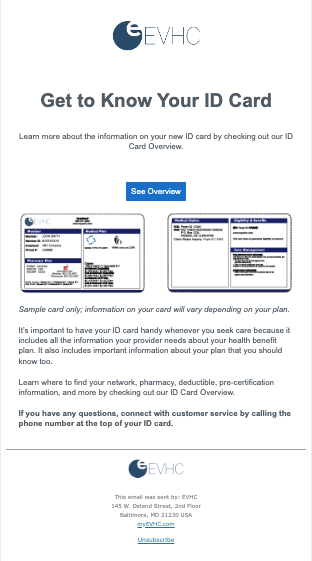 EVHC
Get to Know Your ID Card
Learn more about the information on your new ID card by checking out our ID
Card Overview.
See Overview
EVHC
Member
Medical Plan
Pharmacy Plan
Medical Claims
Eligibility & Benefits
Care Management
Sample card only; information on your card will vary depending on your plan.
It's important to have your ID card handy whenever you seek care because it
includes all the information your provider needs about your health benefit
plan. It also includes important information about your plan that you should
know too.
Learn where to find your network, pharmacy, deductible, pre-certification
information, and more by checking out our ID Card Overview.
If you have any questions, connect with customer service by calling the
phone number at the top of your ID card.
EVHC
This email was sent by: EVHC
145 W. Ostend Street, 2nd Floor
Baltimore, MD 21230 USA
myEVHC.com
Unsubscribe